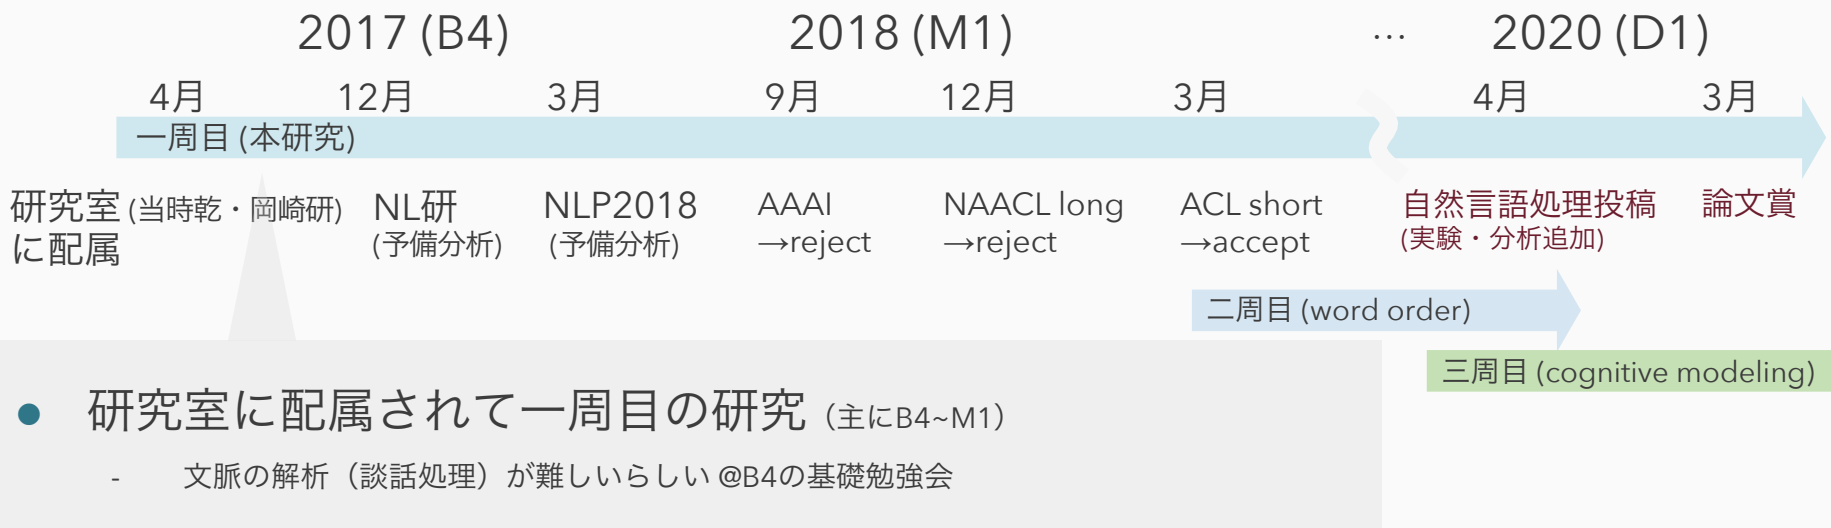 2017 (B4) 2018 (M1) … 2020 (D1)
4月 12月 3月 9月 12月 3月 4月 3月
一周目 (本研究)
研究室 (当時乾・岡崎研) NL研 NLP2018 AAAI NAACL long ACL short 自然言語処理投稿 論文賞
に配属 (予備分析) (予備分析) →reject →reject →accept (実験・分析追加)
二周目 (word order)
三周目 (cognitive modeling)
● 研究室に配属されて一周目の研究 (主にB4~M1)
- 文脈の解析（談話処理）が難しいらしい @B4の基礎勉強会